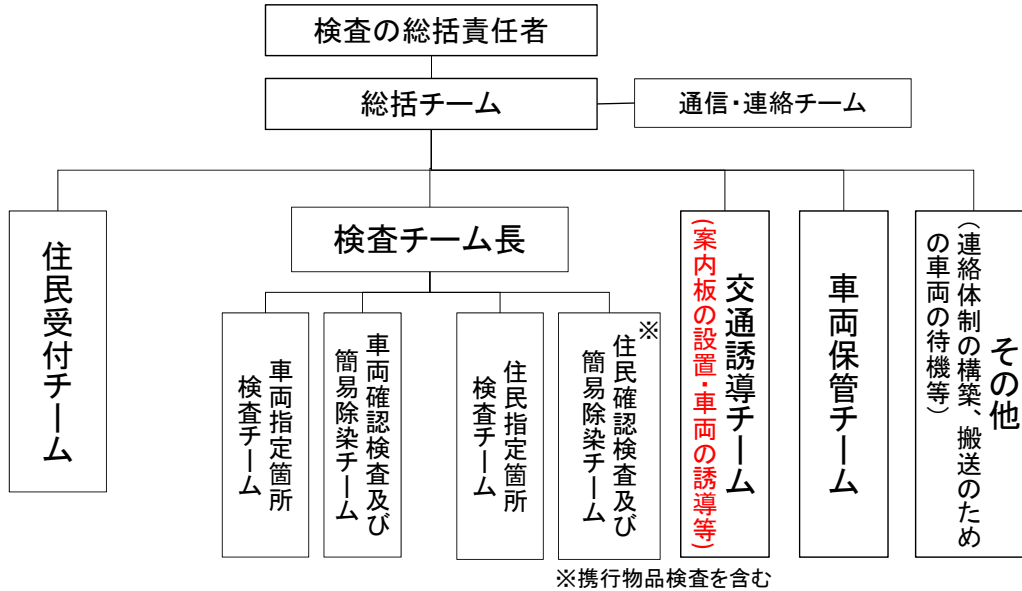 検査の総括責任者
総括チーム
通信・連絡チーム
住民受付チーム
検査チーム長
車両指定箇所
検査チーム
車両確認検査及び
簡易除染チーム
住民指定箇所
検査チーム
※
住民確認検査及び
簡易除染チーム
交通誘導チーム
(案内板の設置・車両の誘導等)
車両保管チーム
その他
(連絡体制の構築、搬送のため
の車両の待機等)
※携行物品検査を含む